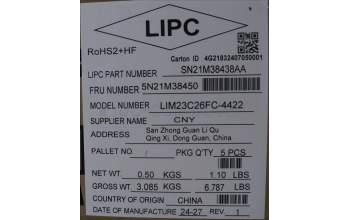 LIPC
RoHS2+HF
Carton ID 4G21832407050001
LIPC PART NUMBER SN21M38438AA
FRU NUMBER 5N21M38450
MODEL NUMBER LIM23C26FC-4422
SUPPLIER NAME CNY
ADDRESS San Zhong Guan Li Qu
Qing Xi, Dong Guan, China
PALLET NO. / PKG Q'TY 5 PCS
NET WT 0.50 KGS 1.10 LBS
GROSS WT 3.085 KGS 6.787 LBS
COUNTRY OF ORIGIN CHINA
DATE OF MANUFACTURE 24-27 REV. 1